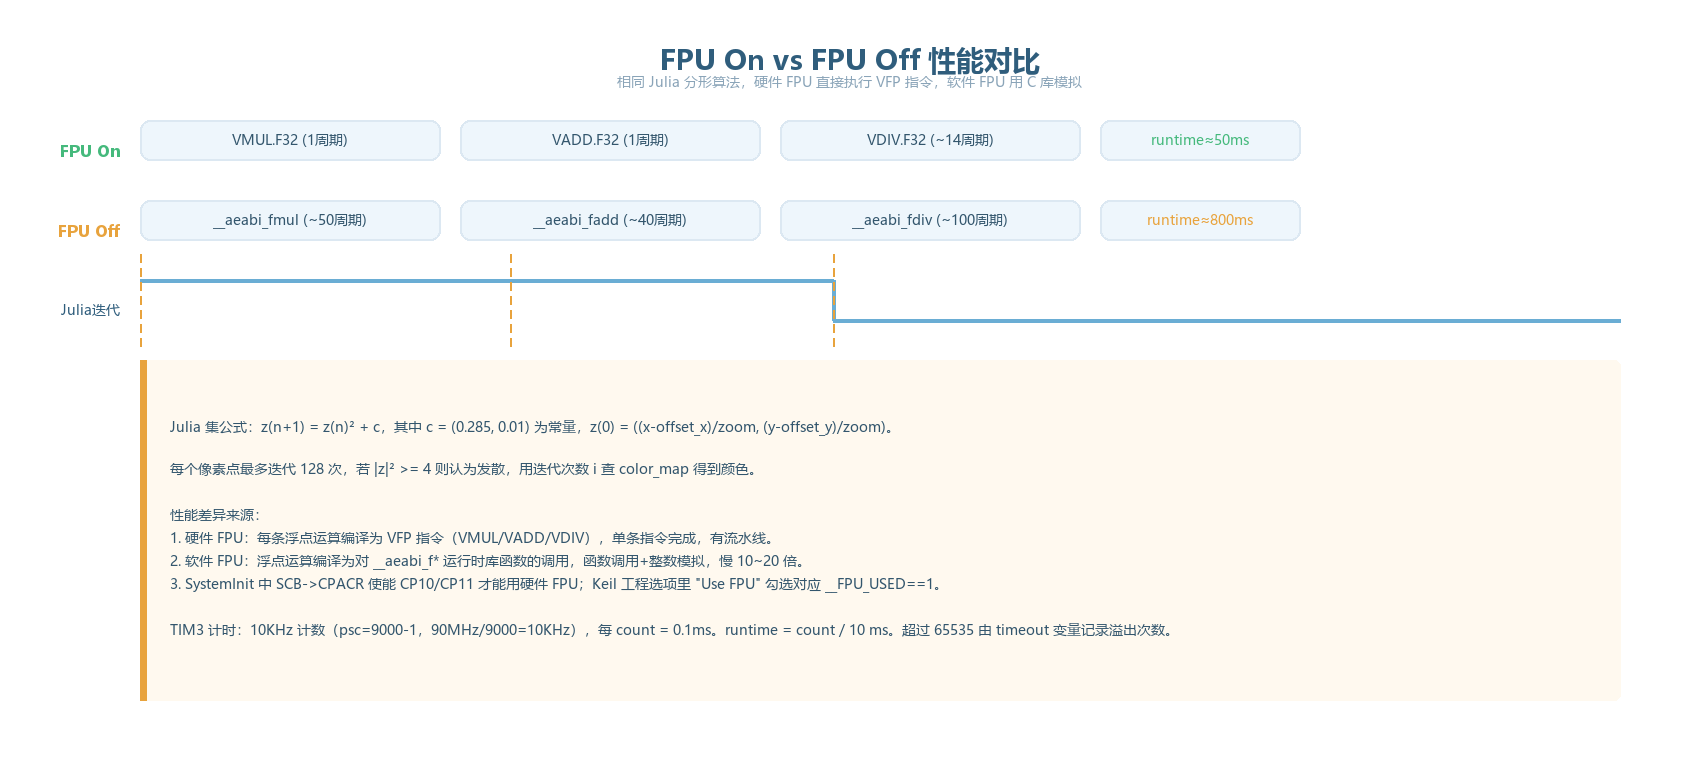 FPU On vs FPU Off 性能对比
相同 Julia 分形算法，硬件 FPU 直接执行 VFP 指令，软件 FPU 用 C 库模拟
FPU On
VMUL.F32 (1周期)
VADD.F32 (1周期)
VDIV.F32 (~14周期)
runtime≈50ms
FPU Off
__aeabi_fmul (~50周期)
__aeabi_fadd (~40周期)
__aeabi_fdiv (~100周期)
runtime≈800ms
Julia迭代
Julia 集公式：z(n+1) = z(n)² + c，其中 c = (0.285, 0.01) 为常量，z(0) = ((x-offset_x)/zoom, (y-offset_y)/zoom)。
每个像素点最多迭代 128 次，若 |z|² >= 4 则认为发散，用迭代次数 i 查 color_map 得到颜色。
性能差异来源：
1. 硬件 FPU：每条浮点运算编译为 VFP 指令（VMUL/VADD/VDIV），单条指令完成，有流水线。
2. 软件 FPU：浮点运算编译为对 __aeabi_f* 运行时库函数的调用，函数调用+整数模拟，慢 10~20 倍。
3. SystemInit 中 SCB->CPACR 使能 CP10/CP11 才能用硬件 FPU；Keil 工程选项里 "Use FPU" 勾选对应 __FPU_USED==1。
TIM3 计时：10KHz 计数（psc=9000-1，90MHz/9000=10KHz），每 count = 0.1ms。runtime = count / 10 ms。超过 65535 由 timeout 变量记录溢出次数。